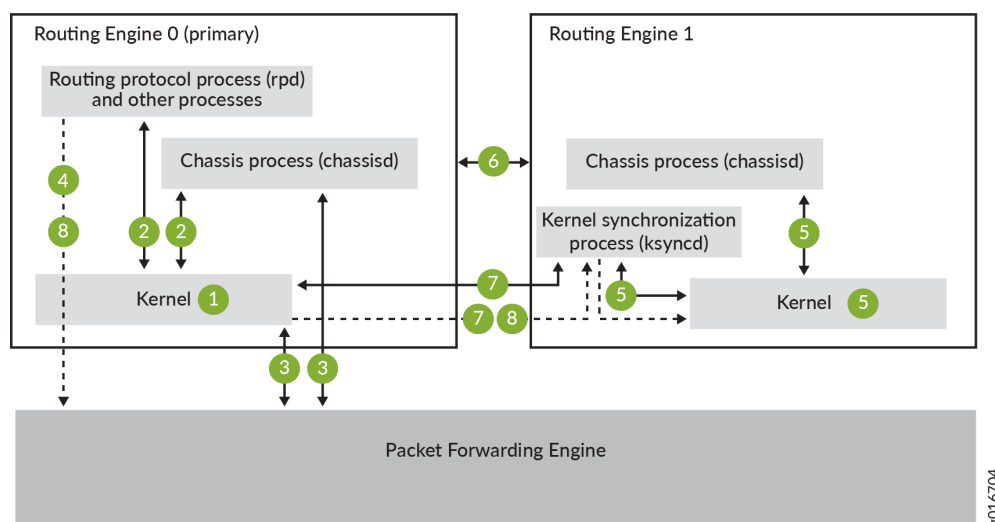 Routing Engine 0 (primary)
Routing Engine 1
Routing protocol process (rpd)
and other processes
Chassis process (chassisd)
6
Chassis process (chassisd)
4
8
2
2
Kernel synchronization
process (ksyncd)
5
Kernel 1
7
7 8
5
Kernel 5
3
3
Packet Forwarding Engine
g016704